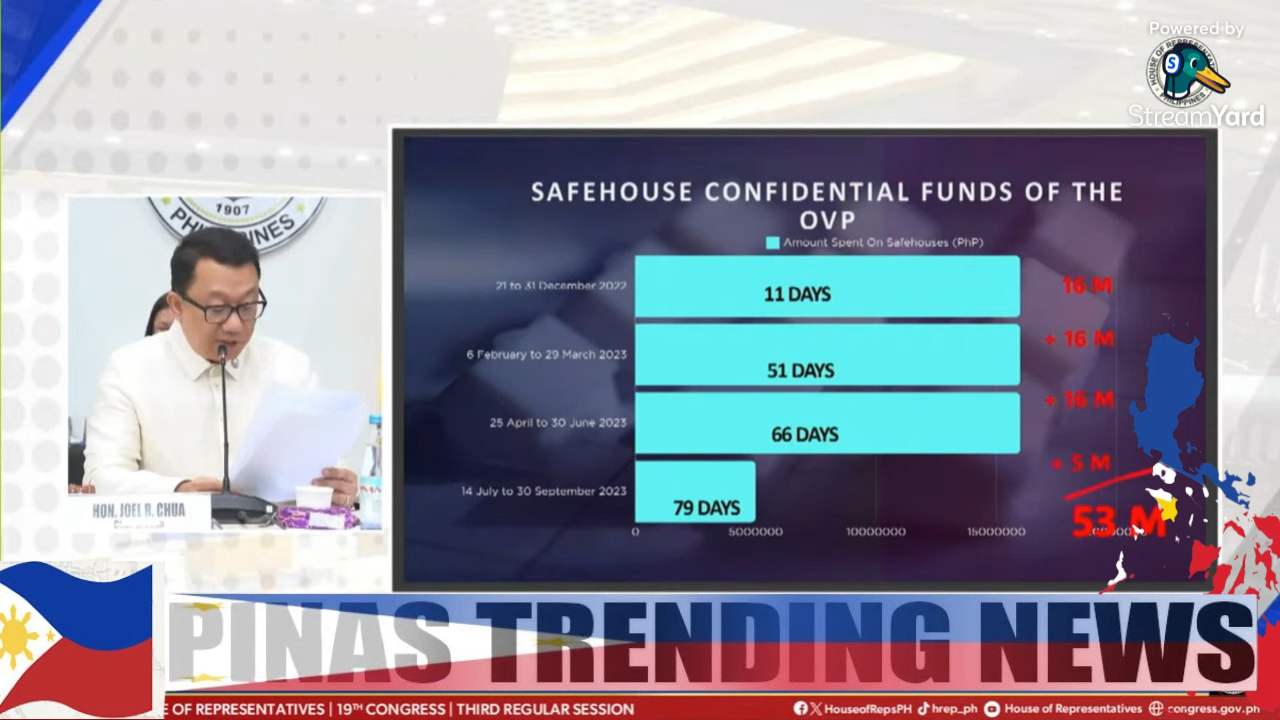 Powered by
HOUSE OF REPRESENTATIVES
PHILIPPINES
StreamYard
1907
PHILIPPINES
SAFEHOUSE CONFIDENTIAL FUNDS OF THE
OVP
Amount Spent On Safehouses (PhP)
21 to 31 December 2022
11 DAYS
16 M
6 February to 29 March 2023
51 DAYS
+ 16 M
25 April to 30 June 2023
66 DAYS
+ 16 M
14 July to 30 September 2023
79 DAYS
+ 5 M
53 M
0
5000000
10000000
15000000
HON. JOEL R. CHUA
PINAS TRENDING NEWS
E OF REPRESENTATIVES | 19TH CONGRESS | THIRD REGULAR SESSION
HouseofRepsPH
hrep_ph
House of Representatives
congress.gov.ph